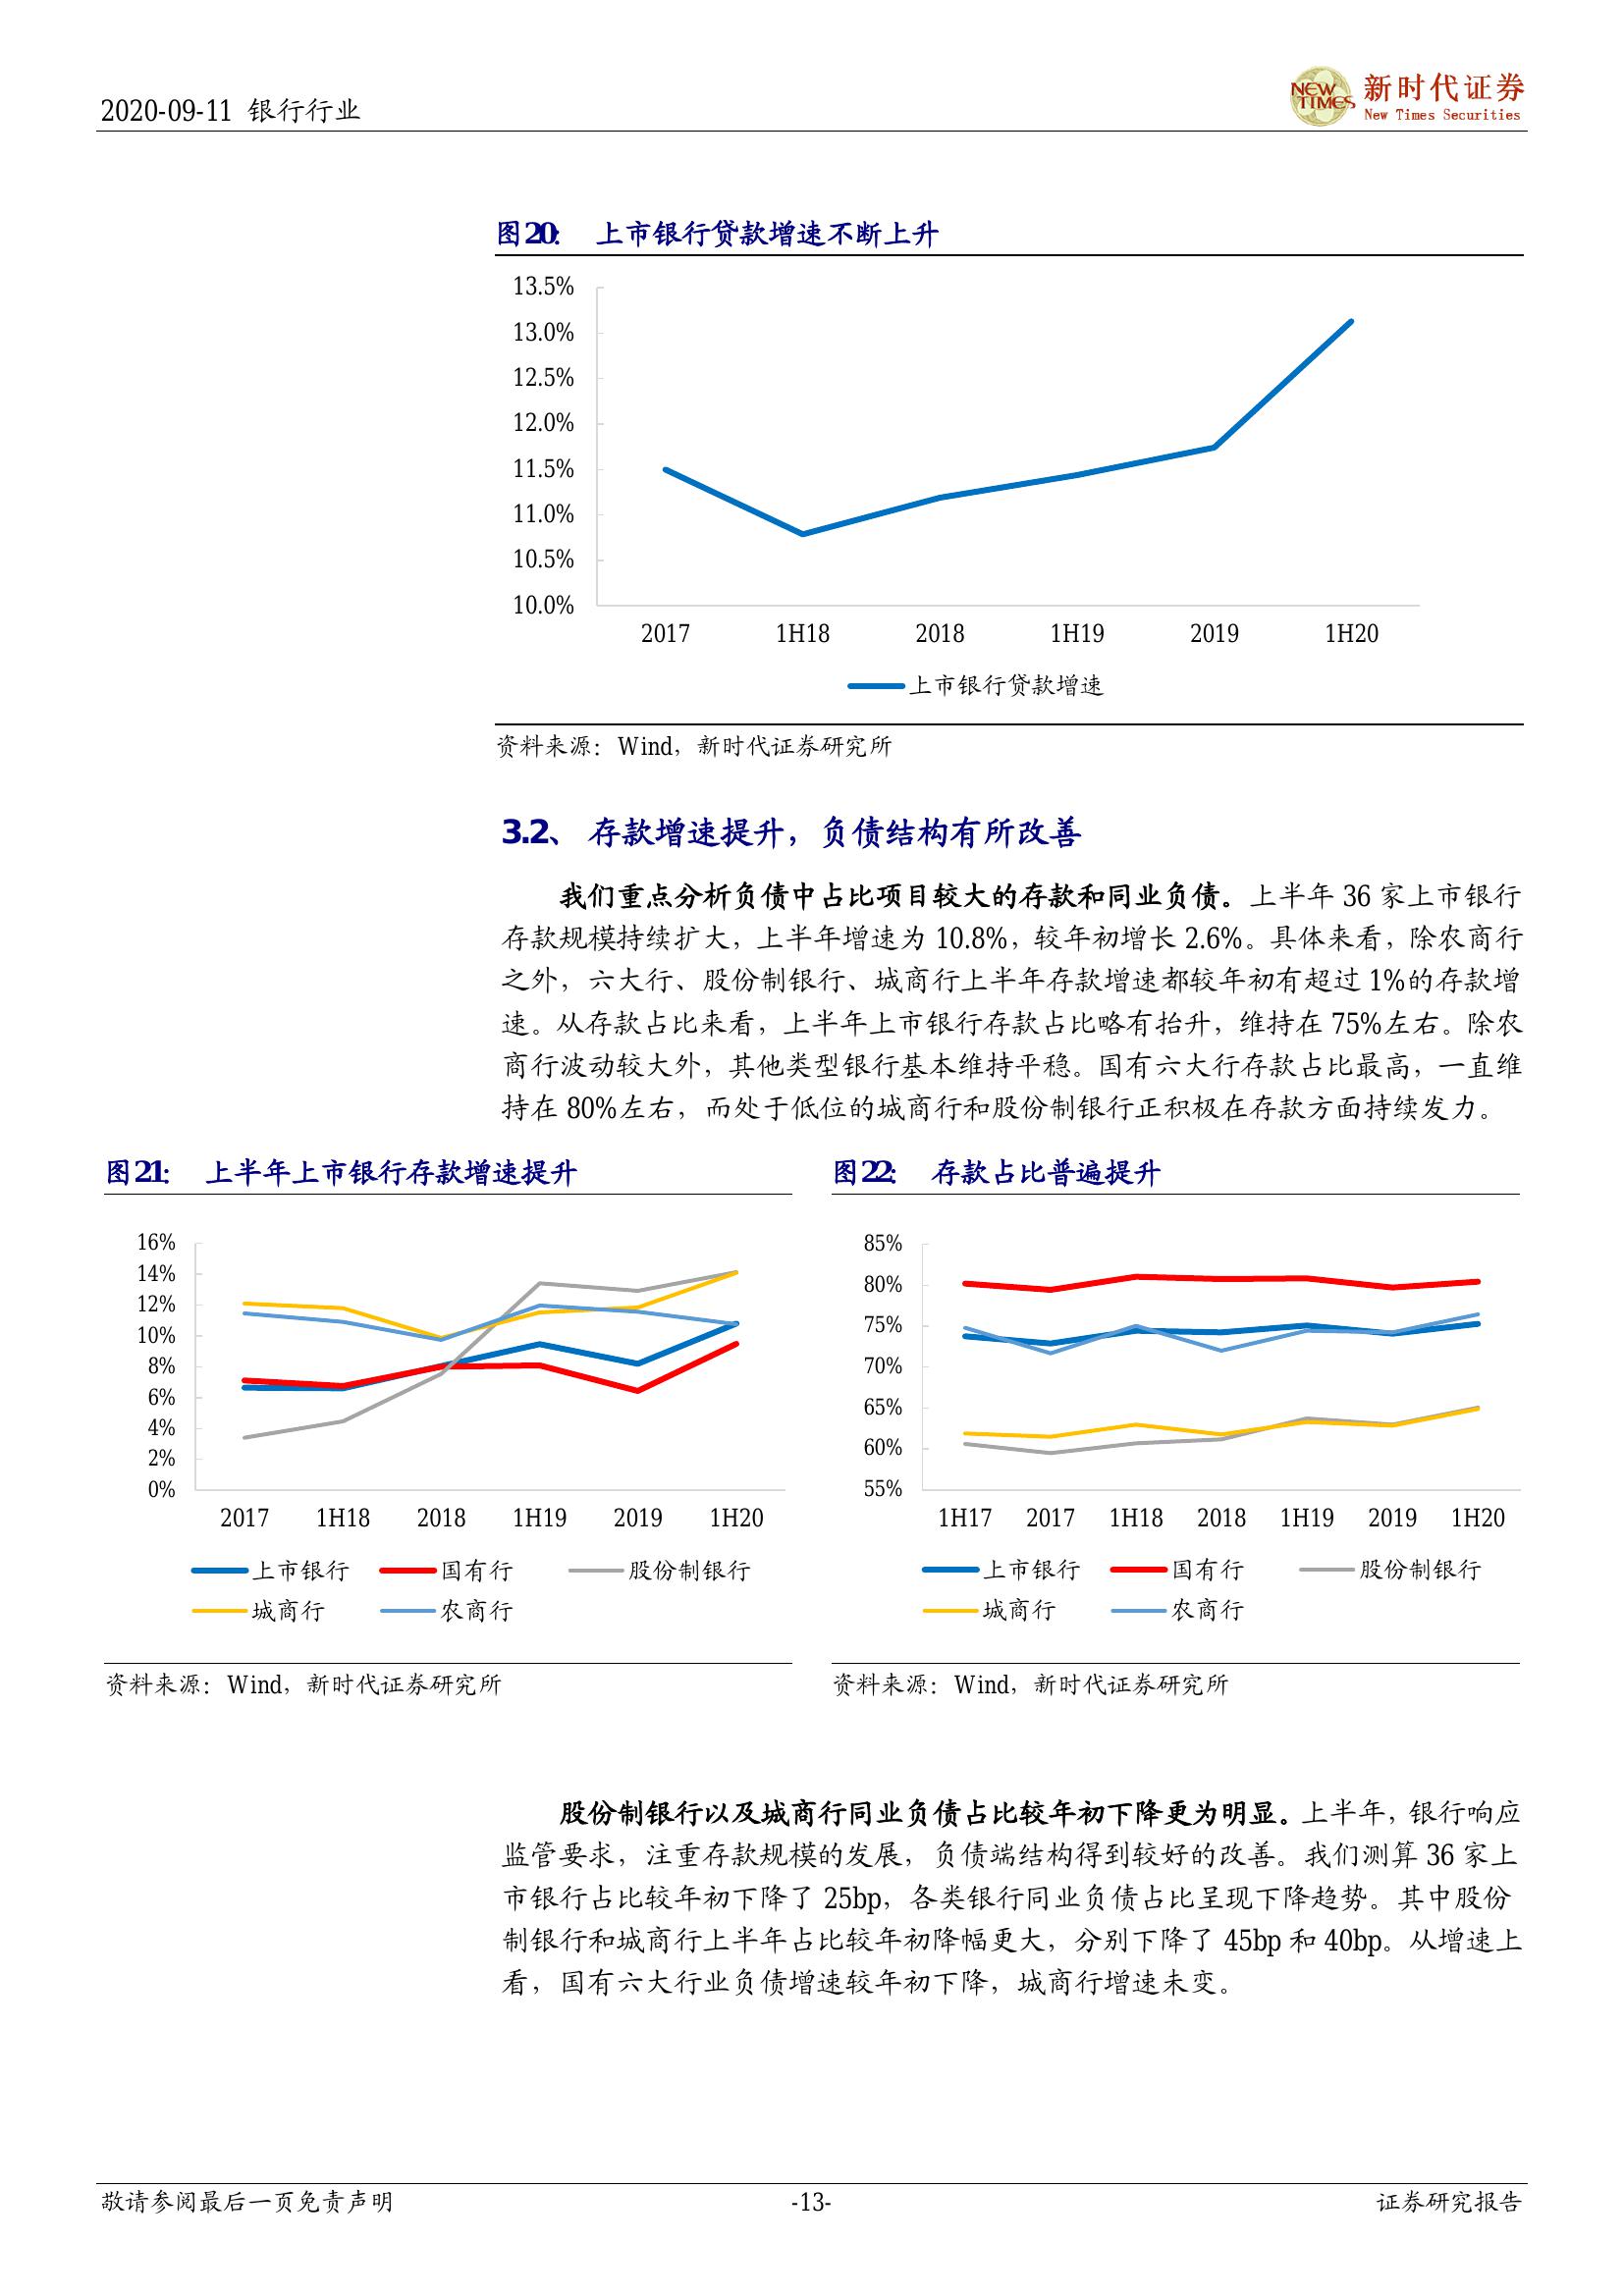 2020-09-11 银行行业
NEW TIMES
新时代证券
New Times Securities
图20: 上市银行贷款增速不断上升
13.5%
13.0%
12.5%
12.0%
11.5%
11.0%
10.5%
10.0%
2017 1H18 2018 1H19 2019 1H20
上市银行贷款增速
资料来源：Wind，新时代证券研究所
3.2、 存款增速提升，负债结构有所改善
我们重点分析负债中占比项目较大的存款和同业负债。上半年 36 家上市银行
存款规模持续扩大，上半年增速为 10.8%，较年初增长 2.6%。具体来看，除农商行
之外，六大行、股份制银行、城商行上半年存款增速都较年初有超过 1%的存款增
速。从存款占比来看，上半年上市银行存款占比略有抬升，维持在 75%左右。除农
商行波动较大外，其他类型银行基本维持平稳。国有六大行存款占比最高，一直维
持在 80%左右，而处于低位的城商行和股份制银行正积极在存款方面持续发力。
图21: 上半年上市银行存款增速提升
16%
14%
12%
10%
8%
6%
4%
2%
0%
2017 1H18 2018 1H19 2019 1H20
上市银行 国有行 股份制银行
城商行 农商行
资料来源：Wind，新时代证券研究所
图22: 存款占比普遍提升
85%
80%
75%
70%
65%
60%
55%
1H17 2017 1H18 2018 1H19 2019 1H20
上市银行 国有行 股份制银行
城商行 农商行
资料来源：Wind，新时代证券研究所
股份制银行以及城商行同业负债占比较年初下降更为明显。上半年，银行响应
监管要求，注重存款规模的发展，负债端结构得到较好的改善。我们测算 36 家上
市银行占比较年初下降了 25bp，各类银行同业负债占比呈现下降趋势。其中股份
制银行和城商行上半年占比较年初降幅更大，分别下降了 45bp 和 40bp。从增速上
看，国有六大行业负债增速较年初下降，城商行增速未变。
敬请参阅最后一页免责声明 -13- 证券研究报告